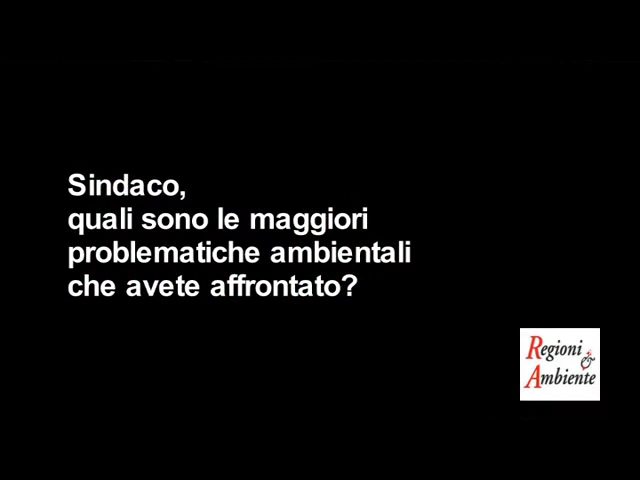 Sindaco,
quali sono le maggiori
problematiche ambientali
che avete affrontato?
Regioni
&
Ambiente